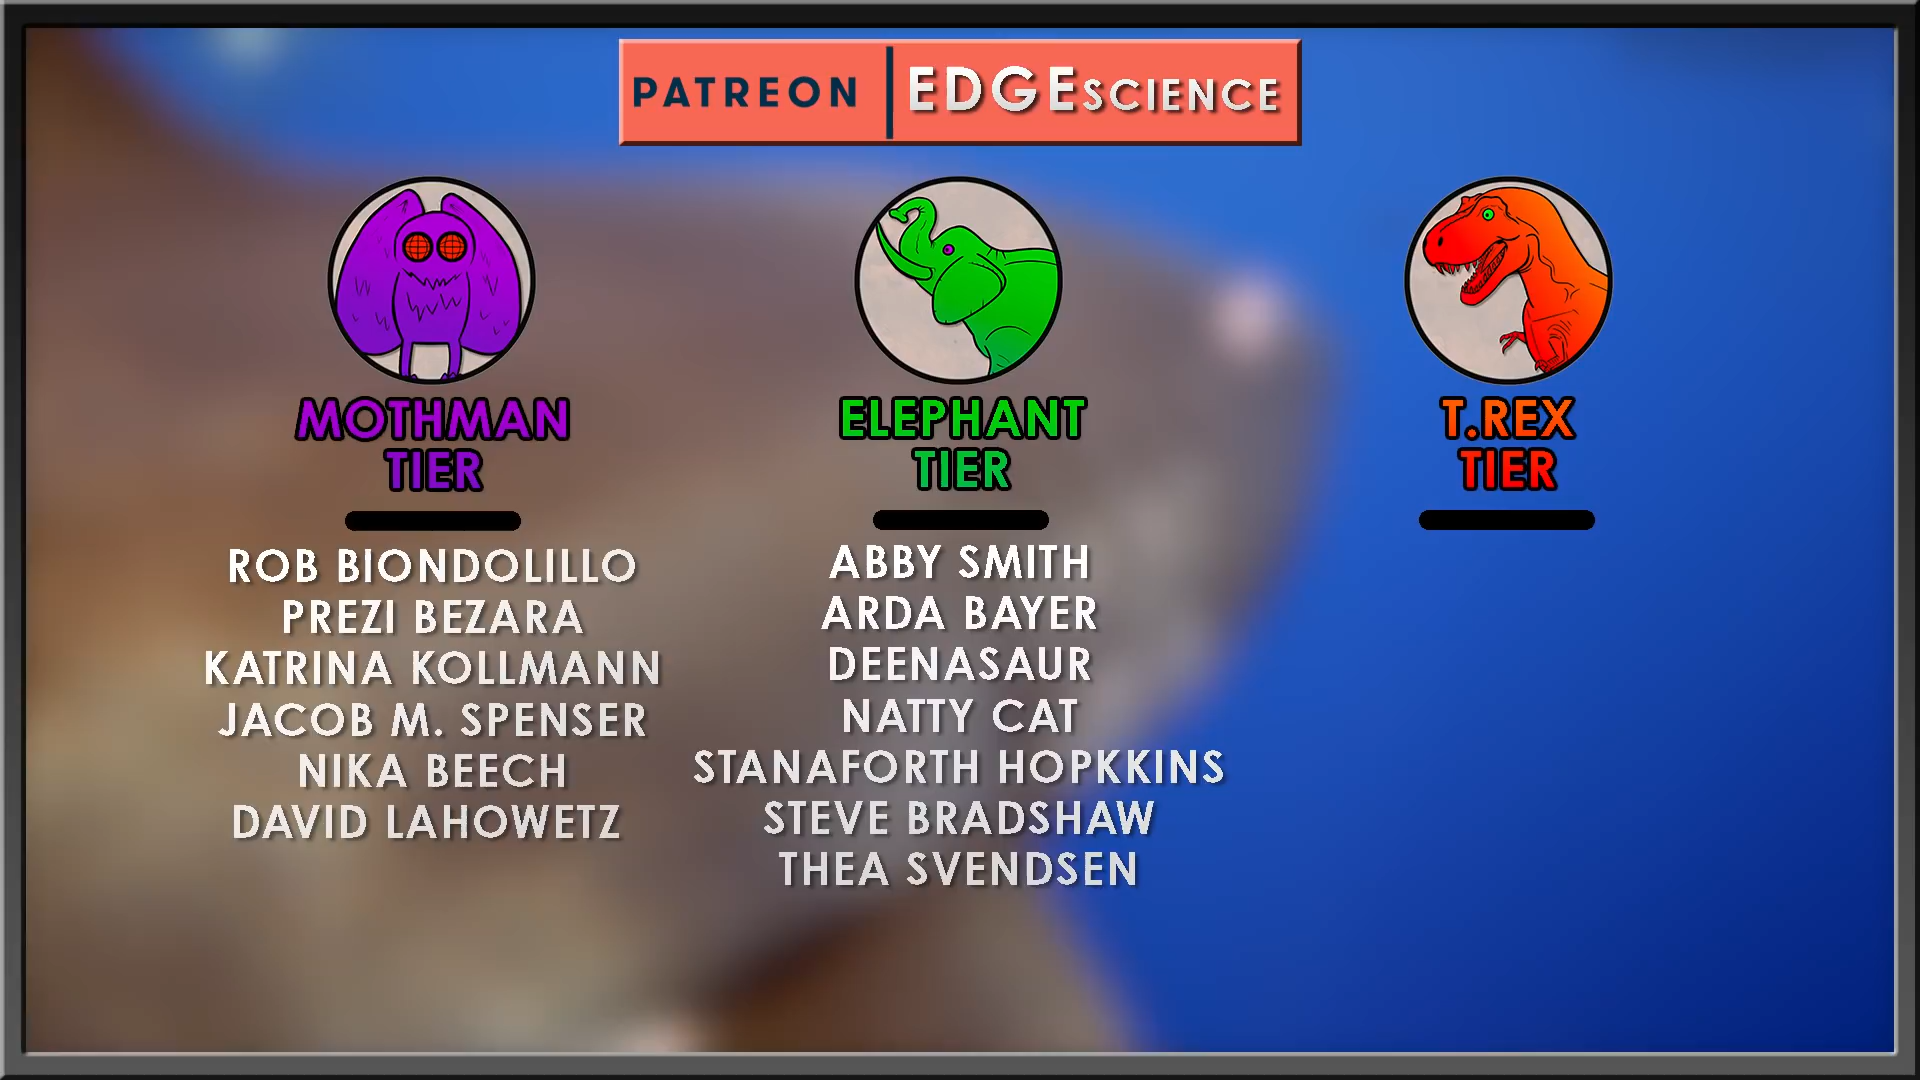 PATREON | EDGESCIENCE
MOTHMAN
TIER
ROB BIONDOLILLO
PREZI BEZARA
KATRINA KOLLMANN
JACOB M. SPENSER
NIKA BEECH
DAVID LAHOWETZ
ELEPHANT
TIER
ABBY SMITH
ARDA BAYER
DEENASAUR
NATTY CAT
STANAFORTH HOPKKINS
STEVE BRADSHAW
THEA SVENDSEN
T.REX
TIER